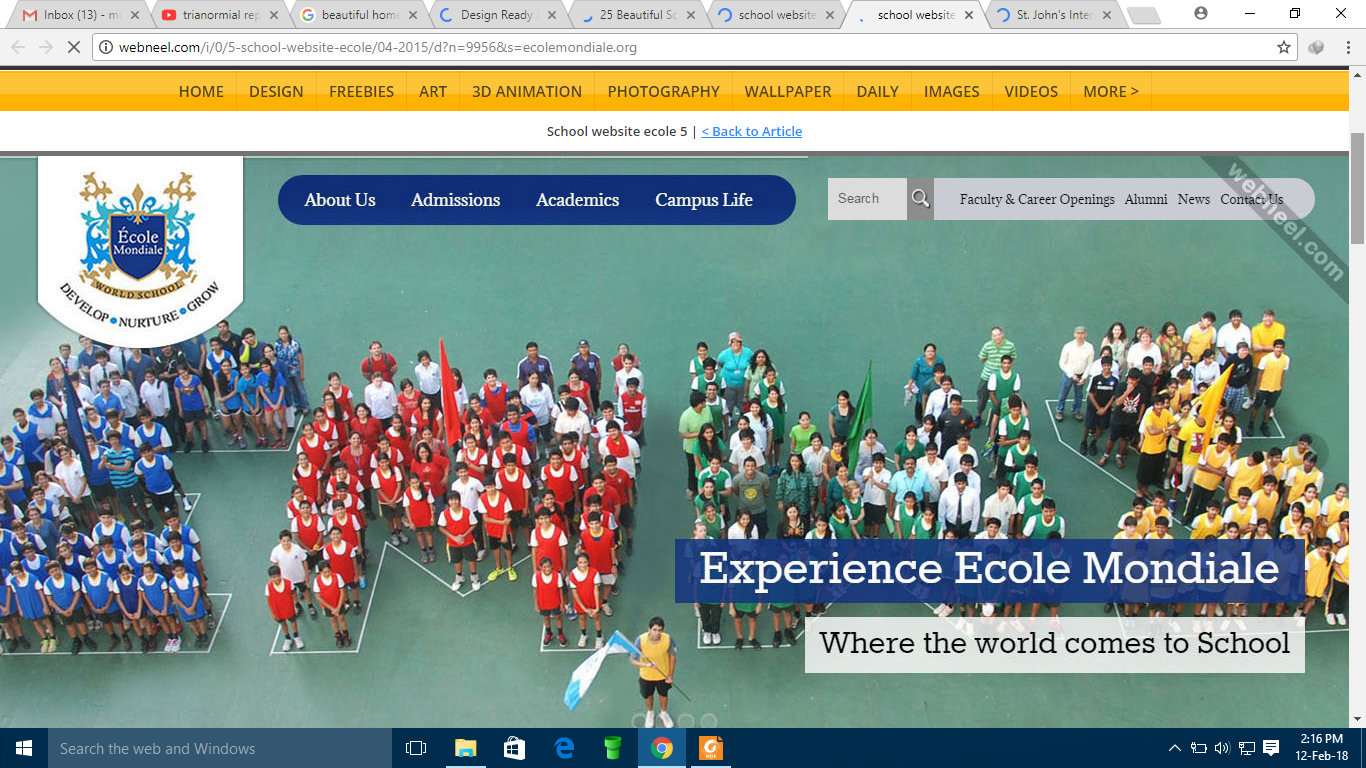 Inbox (13) - m
trianormial rep
beautiful hom
Design Ready
25 Beautiful Sc
school website
school website
St. John's Inter
webneel.com/i/0/5-school-website-ecole/04-2015/d?n=9956&s=ecolemondiale.org
HOME DESIGN FREEBIES ART 3D ANIMATION PHOTOGRAPHY WALLPAPER DAILY IMAGES VIDEOS MORE >
School website ecole 5 | < Back to Article
École
Mondiale
WORLD SCHOOL
DEVELOP • NURTURE • GROW
About Us Admissions Academics Campus Life
Search
Faculty & Career Openings Alumni News Contact Us
webneel.com
Experience Ecole Mondiale
Where the world comes to School
Search the web and Windows
PDF
2:16 PM
12-Feb-18